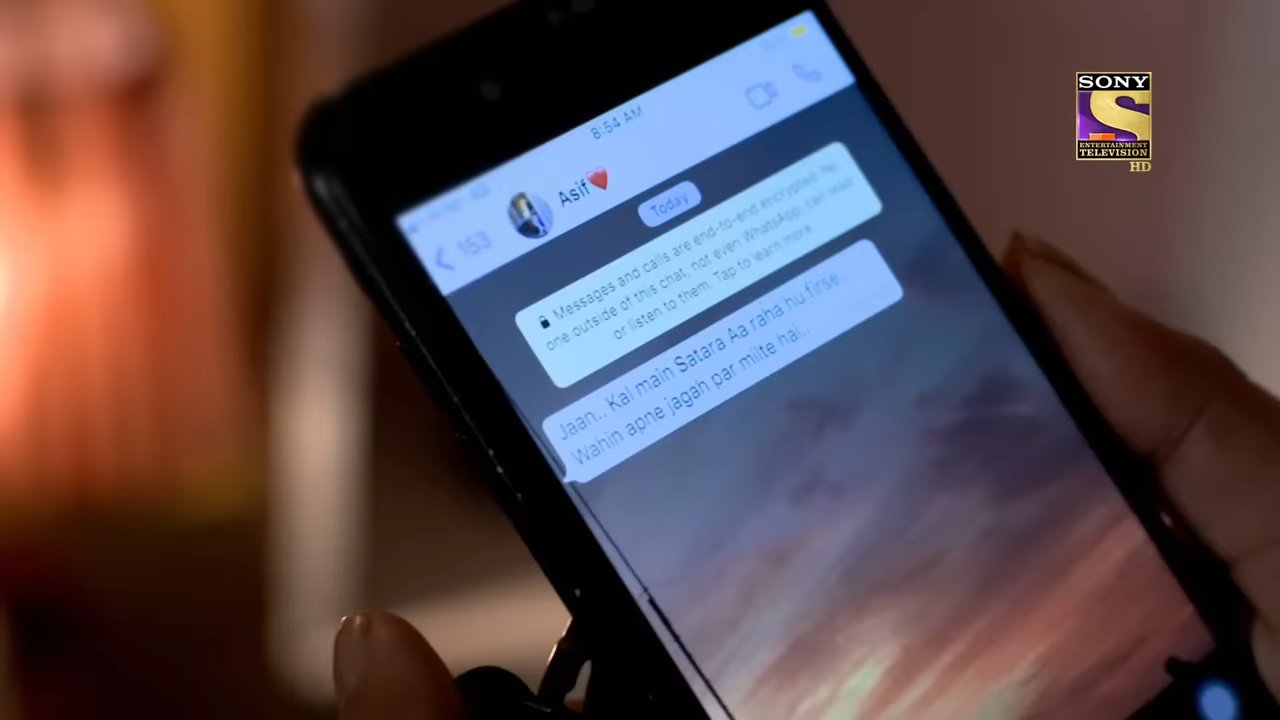 SONY
ENTERTAINMENT
TELEVISION
HD
8:54 AM
153
Asif❤️
Today
Messages and calls are end-to-end encrypted. No
one outside of this chat, not even WhatsApp, can read
or listen to them. Tap to learn more.
Jaan.. Kal main Satara Aa raha hu firse..
Wahin apne jagah par milte hai..